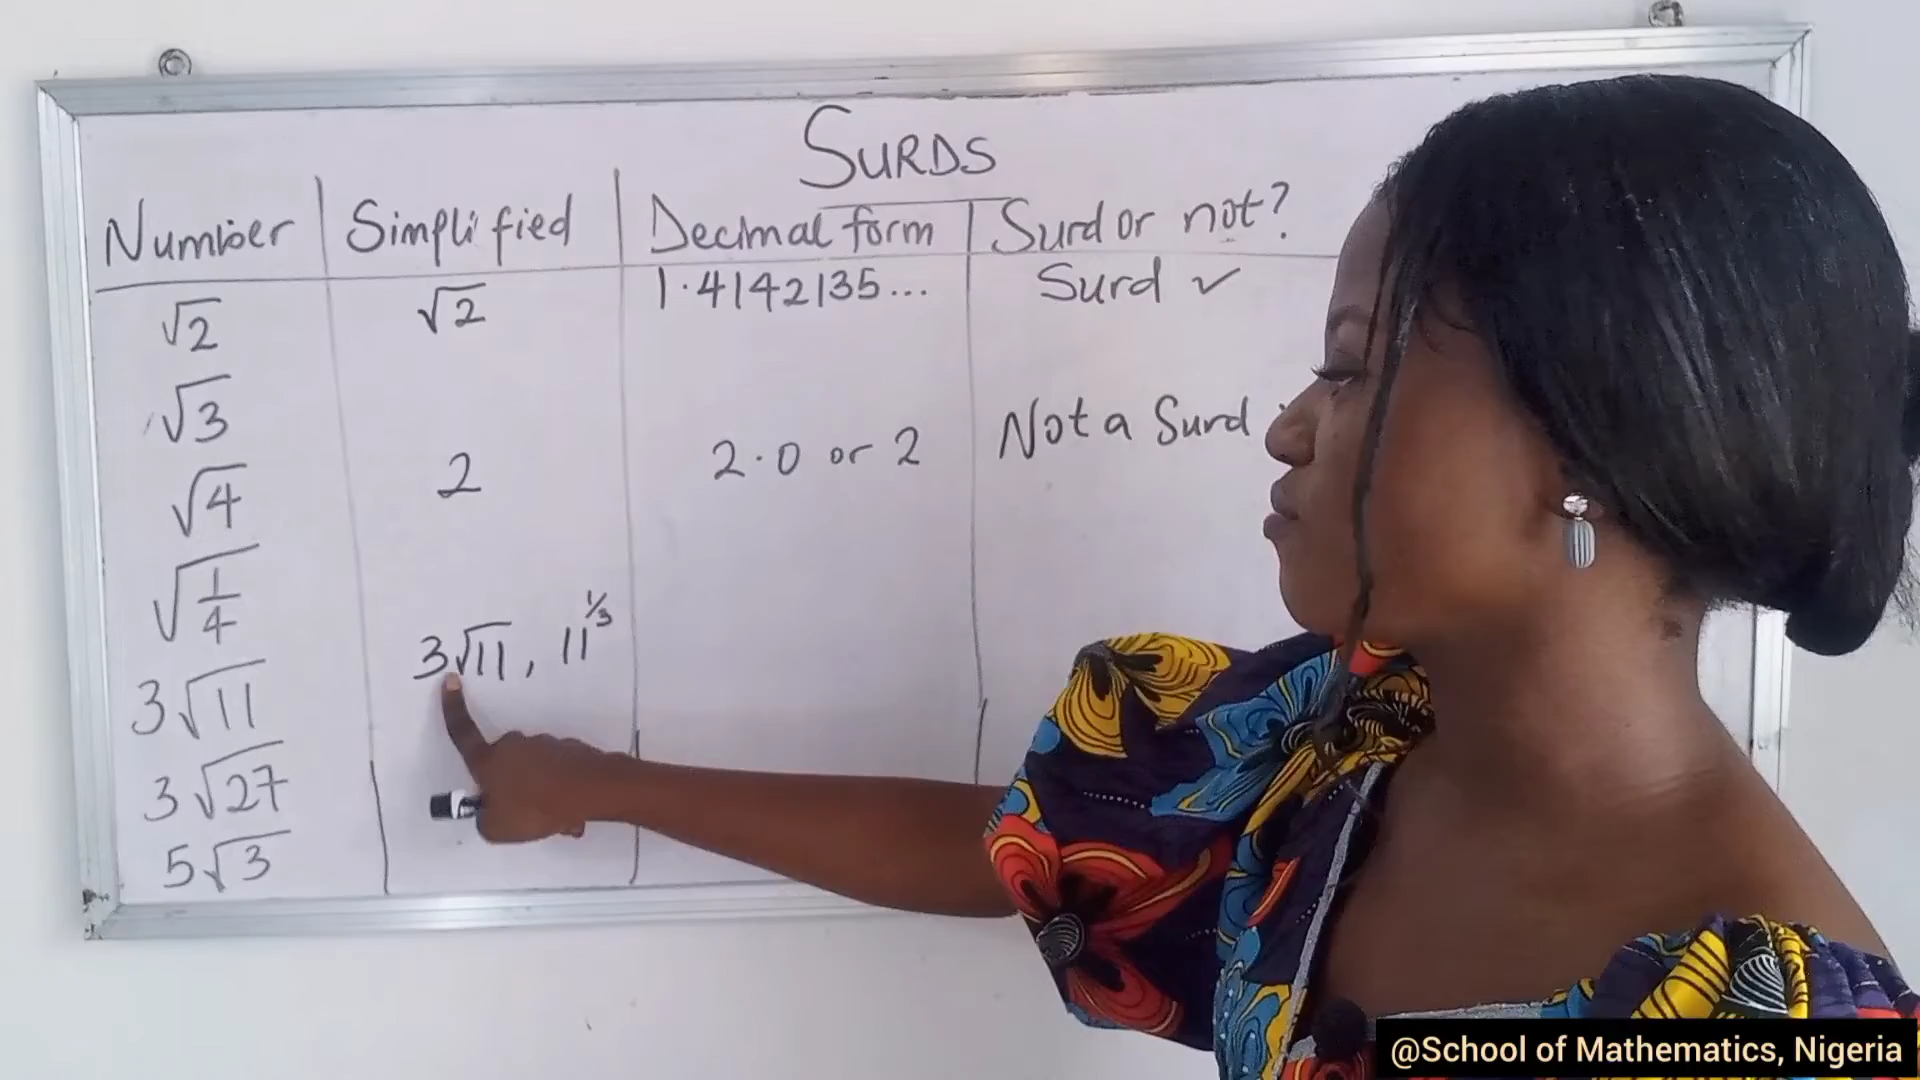 SURDS
Number | Simplified | Decimal form | Surd or not?
√2 | √2 | 1.4142135... | Surd ✓
√3
√4 | 2 | 2.0 or 2 | Not a Surd
√1/4
3√11 | 3√11, 11^1/3
3√27
5√3
@School of Mathematics, Nigeria